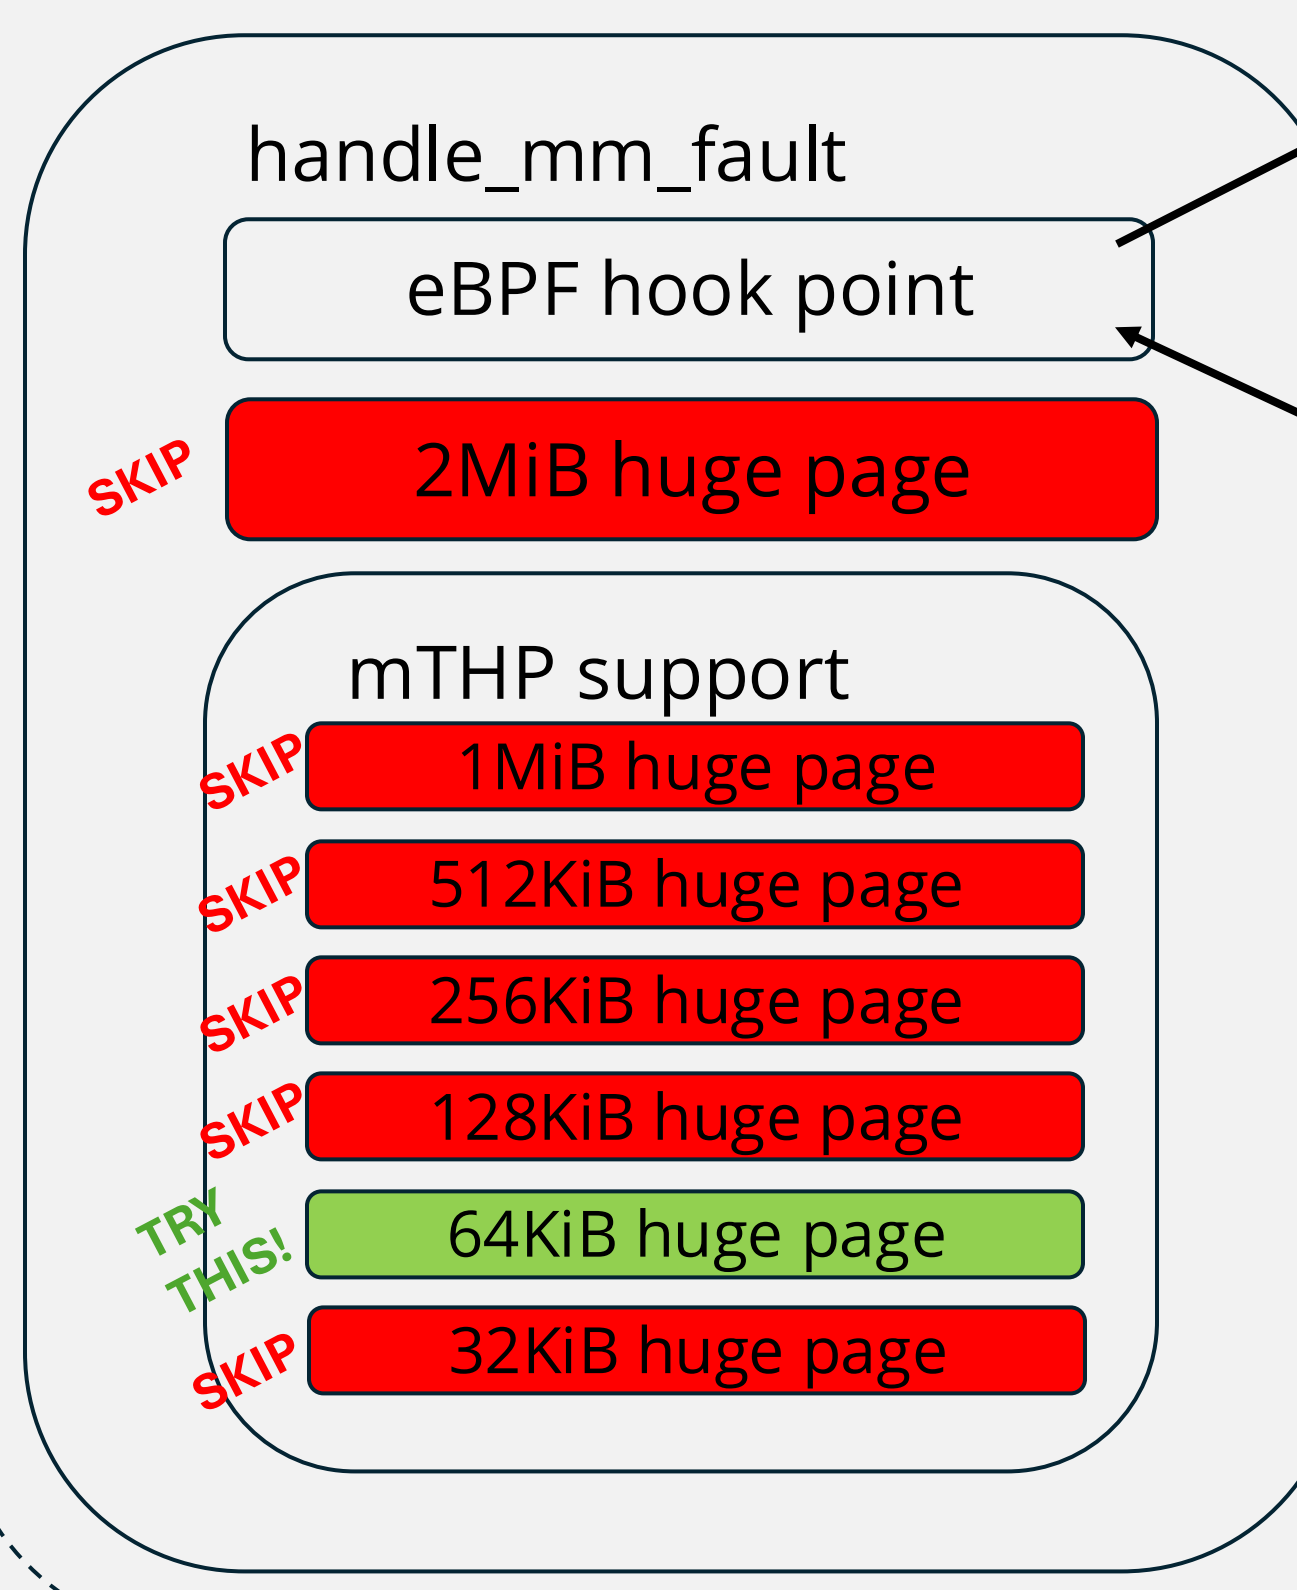 handle_mm_fault
eBPF hook point
SKIP
2MiB huge page
mTHP support
SKIP
1MiB huge page
SKIP
512KiB huge page
SKIP
256KiB huge page
SKIP
128KiB huge page
TRY
THIS!
64KiB huge page
SKIP
32KiB huge page